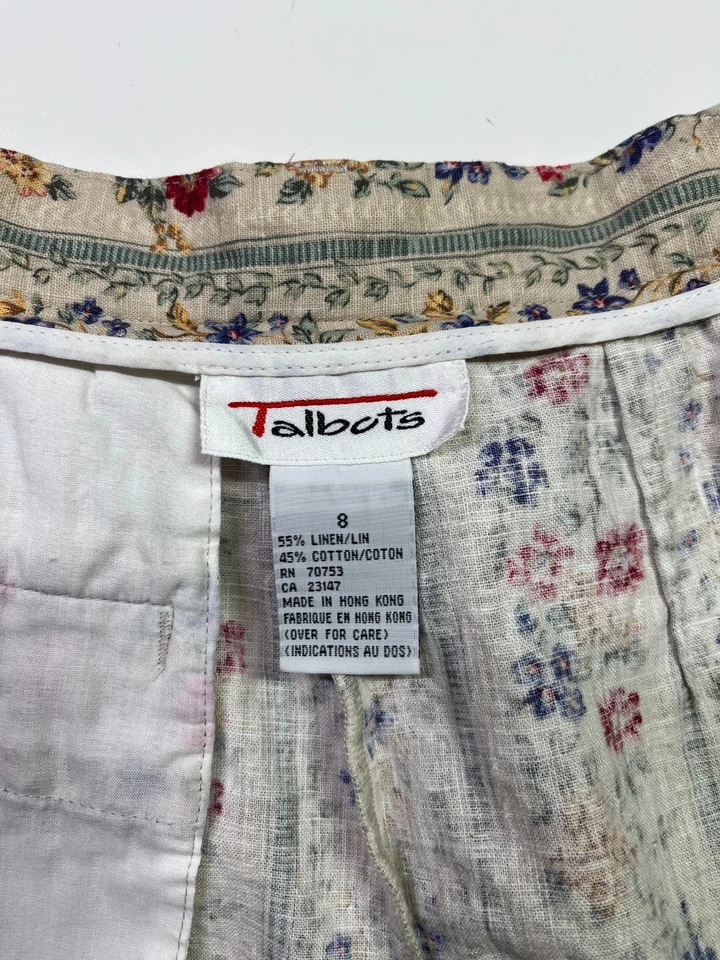 Talbots
8
55% LINEN/LIN
45% COTTON/COTON
RN 70753
CA 23147
MADE IN HONG KONG
FABRIQUE EN HONG KONG
(OVER FOR CARE)
(INDICATIONS AU DOS)